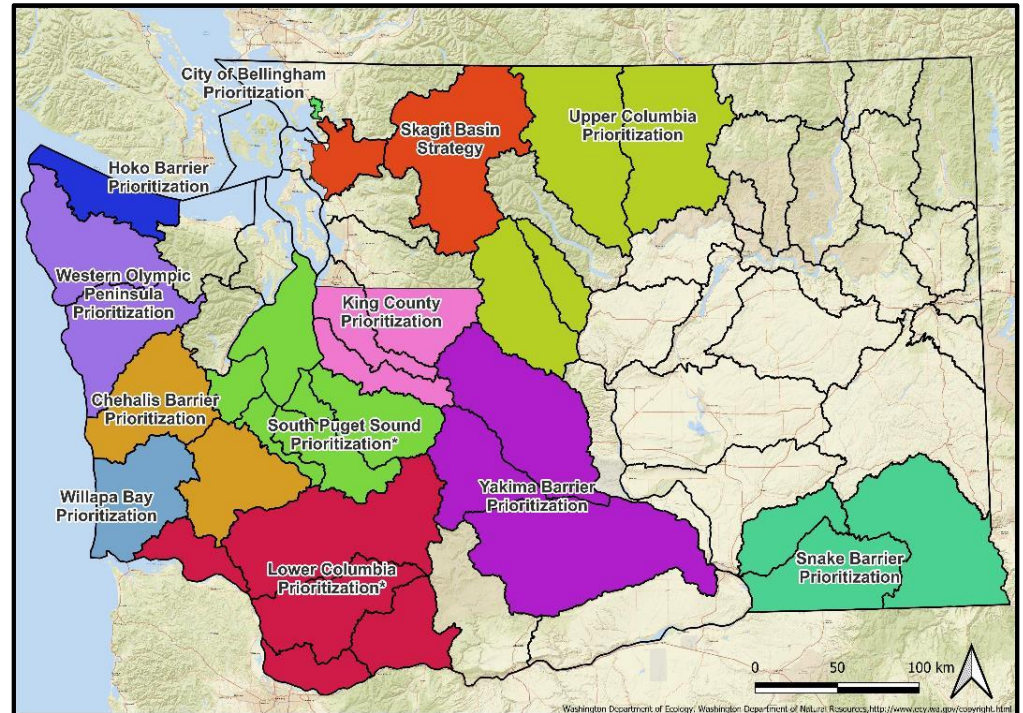 City of Bellingham
Prioritization
Skagit Basin
Strategy
Upper Columbia
Prioritization
Hoko Barrier
Prioritization
Western Olympic
Peninsula
Prioritization
King County
Prioritization
Chehalis Barrier
Prioritization
South Puget Sound
Prioritization*
Willapa Bay
Prioritization
Yakima Barrier
Prioritization
Lower Columbia
Prioritization*
Snake Barrier
Prioritization
0 50 100 km
Washington Department of Ecology, Washington Department of Natural Resources,http://www.ecy.wa.gov/copyright.html